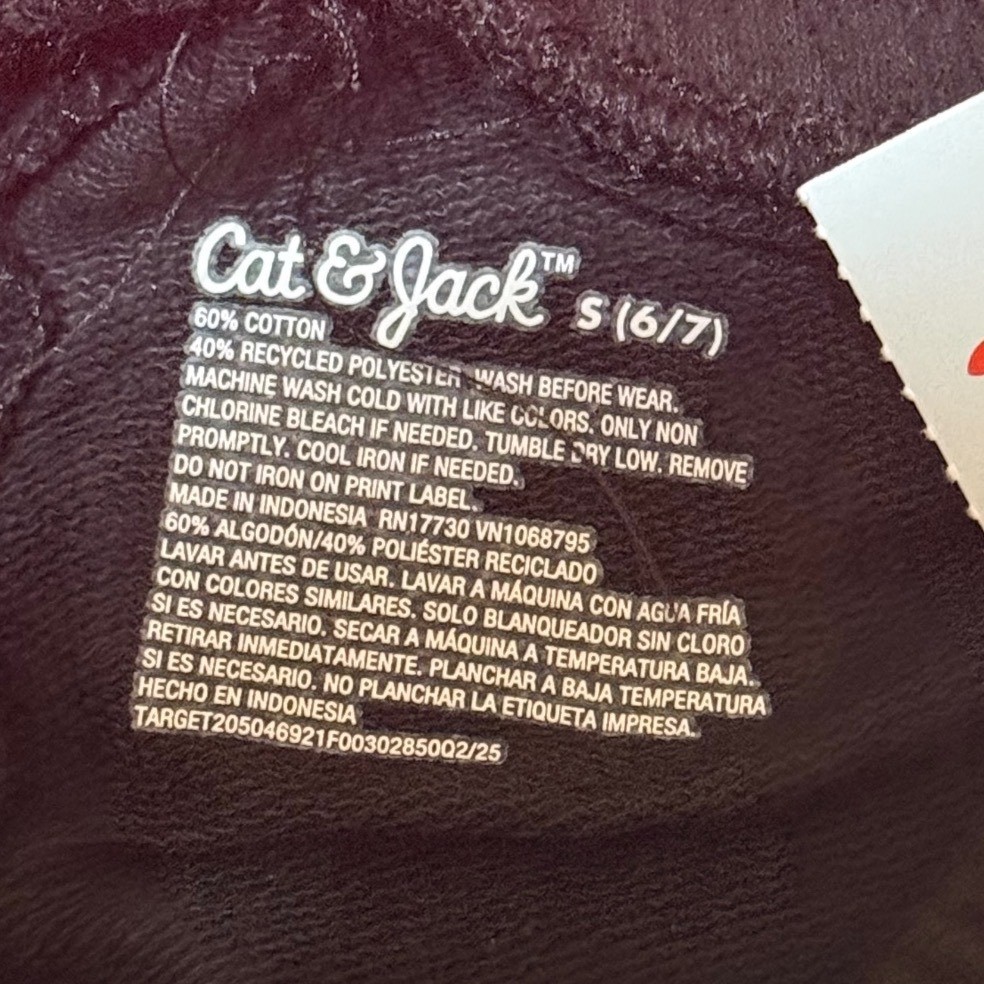 Cat & Jack™ S (6/7)
60% COTTON
40% RECYCLED POLYESTER WASH BEFORE WEAR.
MACHINE WASH COLD WITH LIKE COLORS. ONLY NON
CHLORINE BLEACH IF NEEDED. TUMBLE DRY LOW. REMOVE
PROMPTLY. COOL IRON IF NEEDED.
DO NOT IRON ON PRINT LABEL.
MADE IN INDONESIA RN17730 VN1068795
60% ALGODÓN/40% POLIÉSTER RECICLADO
LAVAR ANTES DE USAR. LAVAR A MÁQUINA CON AGUA FRÍA
CON COLORES SIMILARES. SOLO BLANQUEADOR SIN CLORO
SI ES NECESARIO. SECAR A MÁQUINA A TEMPERATURA BAJA.
RETIRAR INMEDIATAMENTE. PLANCHAR A BAJA TEMPERATURA
SI ES NECESARIO. NO PLANCHAR LA ETIQUETA IMPRESA.
HECHO EN INDONESIA
TARGET205046921F00302850Q2/25